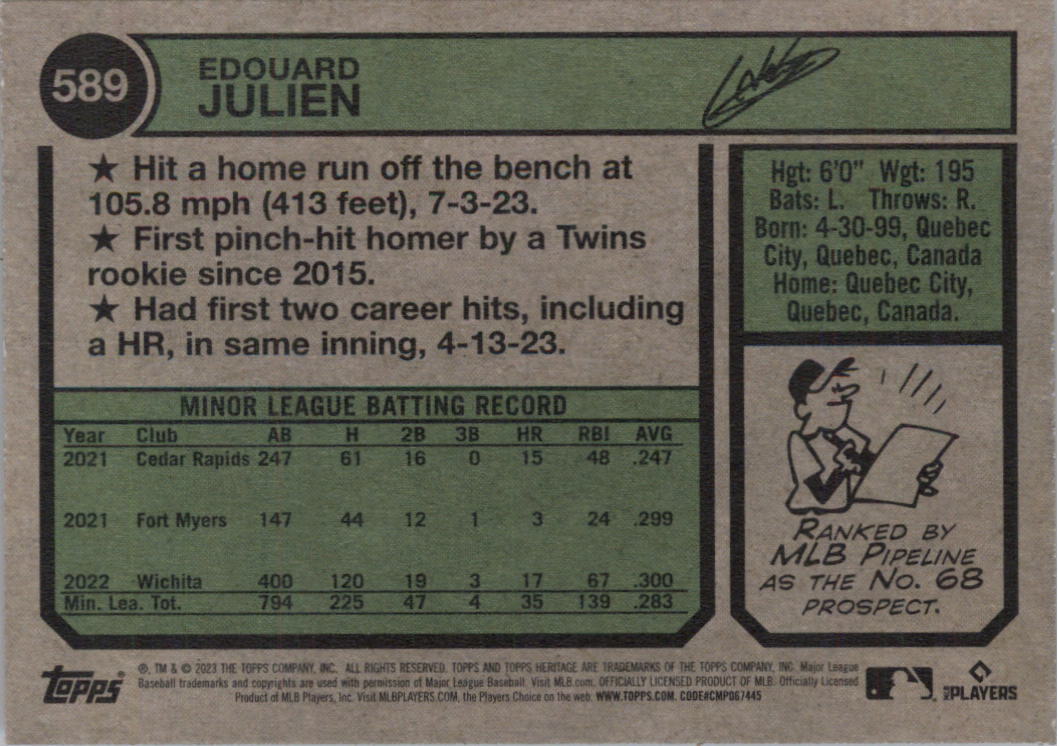 589
EDOUARD
JULIEN
★ Hit a home run off the bench at
105.8 mph (413 feet), 7-3-23.
★ First pinch-hit homer by a Twins
rookie since 2015.
★ Had first two career hits, including
a HR, in same inning, 4-13-23.
MINOR LEAGUE BATTING RECORD
Year Club AB H 2B 3B HR RBI AVG
2021 Cedar Rapids 247 61 16 0 15 48 .247
2021 Fort Myers 147 44 12 1 3 24 .299
2022 Wichita 400 120 19 3 17 67 .300
Min. Lea. Tot. 794 225 47 4 35 139 .283
Hgt: 6'0" Wgt: 195
Bats: L. Throws: R.
Born: 4-30-99, Quebec
City, Quebec, Canada
Home: Quebec City,
Quebec, Canada.
RANKED BY
MLB PIPELINE
AS THE NO. 68
PROSPECT.
topps
®, TM & © 2023 THE TOPPS COMPANY, INC. ALL RIGHTS RESERVED. TOPPS AND TOPPS HERITAGE ARE TRADEMARKS OF THE TOPPS COMPANY, INC. Major League
Baseball trademarks and copyrights are used with permission of Major League Baseball. Visit MLB.com. OFFICIALLY LICENSED PRODUCT OF MLB. Officially Licensed
Product of MLB Players, Inc. Visit MLBPLAYERS.COM, the Players Choice on the web. WWW.TOPPS.COM. CODE#CMP067445
MLB PLAYERS